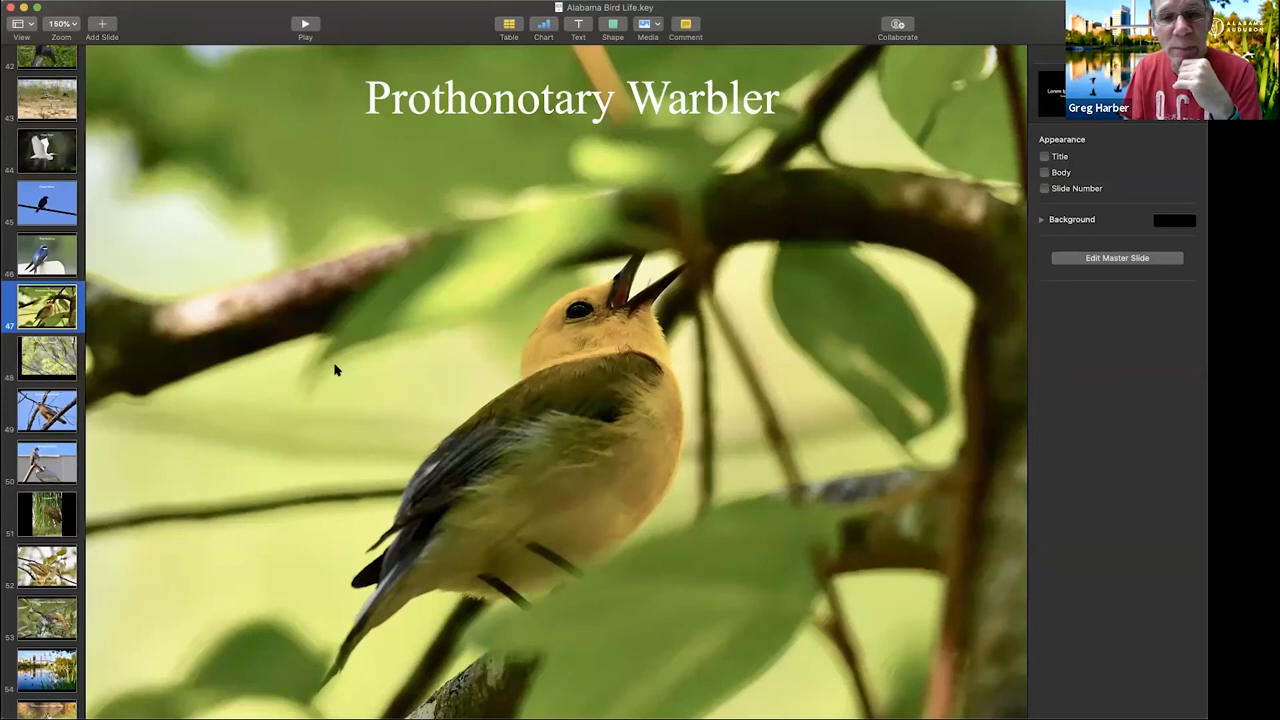 Alabama Bird Life.key
150%
View
Zoom
Add Slide
Play
Table
Chart
Text
Shape
Media
Comment
Collaborate
ALABAMA
AUDUBON
Greg Harber
Prothonotary Warbler
Appearance
Title
Body
Slide Number
Background
Edit Master Slide
42
43
44
45
46
47
48
49
50
51
52
53
54